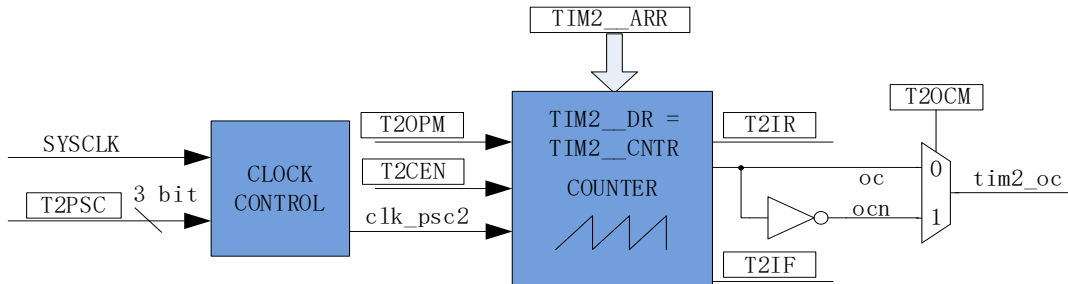 TIM2__ARR
T2OCM
T2OPM
TIM2__DR =
TIM2__CNTR
T2IR
SYSCLK
CLOCK
CONTROL
T2CEN
COUNTER
oc
0
tim2_oc
T2PSC
3 bit
clk_psc2
ocn
1
T2IF